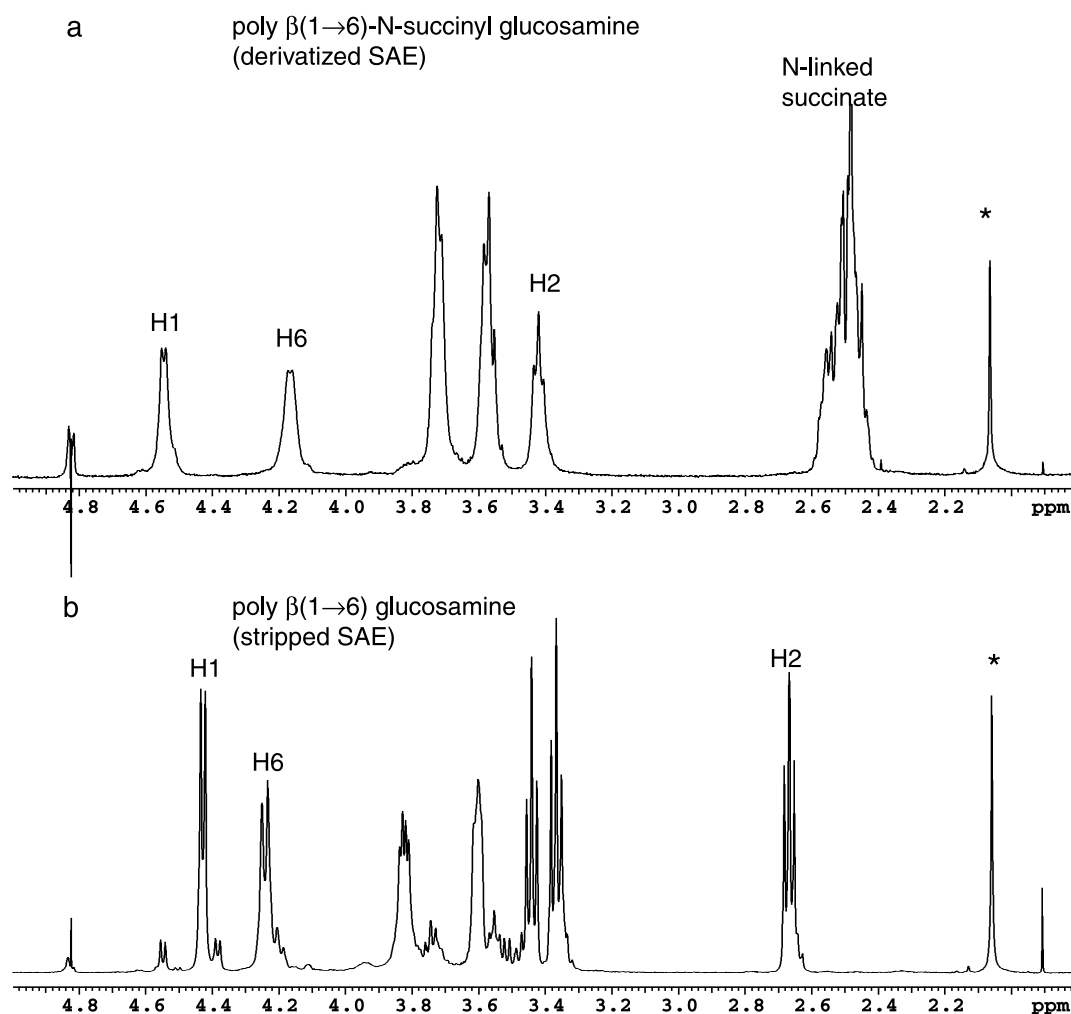 a
poly β(1→6)-N-succinyl glucosamine
(derivatized SAE)
N-linked
succinate
*
H2
H1
H6
4.8 4.6 4.4 4.2 4.0 3.8 3.6 3.4 3.2 3.0 2.8 2.6 2.4 2.2 ppm
b
poly β(1→6) glucosamine
(stripped SAE)
H1
H2
*
H6
4.8 4.6 4.4 4.2 4.0 3.8 3.6 3.4 3.2 3.0 2.8 2.6 2.4 2.2 ppm